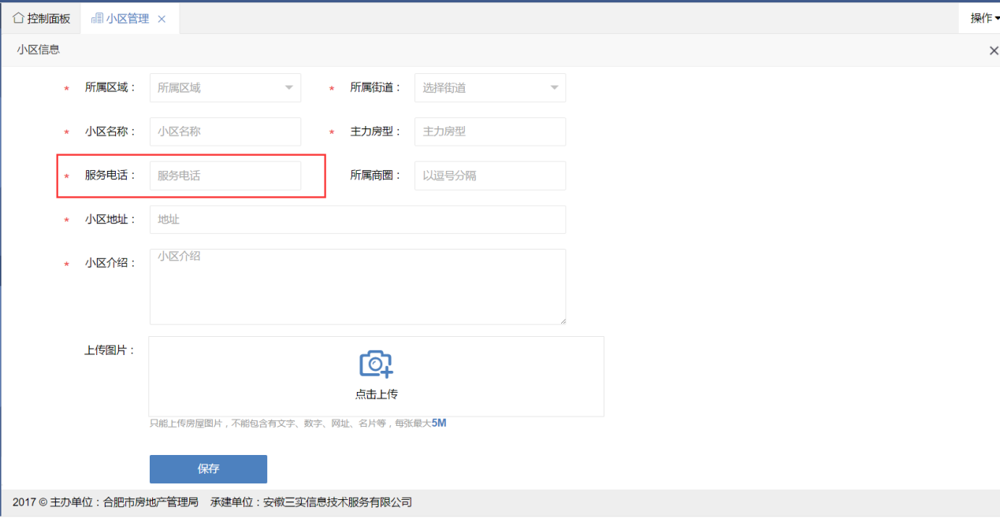 控制面板 小区管理 × 操作
小区信息 ×
* 所属区域： 所属区域 * 所属街道： 选择街道
* 小区名称： 小区名称 * 主力房型： 主力房型
* 服务电话： 服务电话 所属商圈： 以逗号分隔
* 小区地址： 地址
* 小区介绍： 小区介绍
上传图片：
点击上传
只能上传房屋图片，不能包含有文字、数字、网址、名片等，每张最大5M
保存
2017 © 主办单位：合肥市房地产管理局 承建单位：安徽三实信息技术服务有限公司